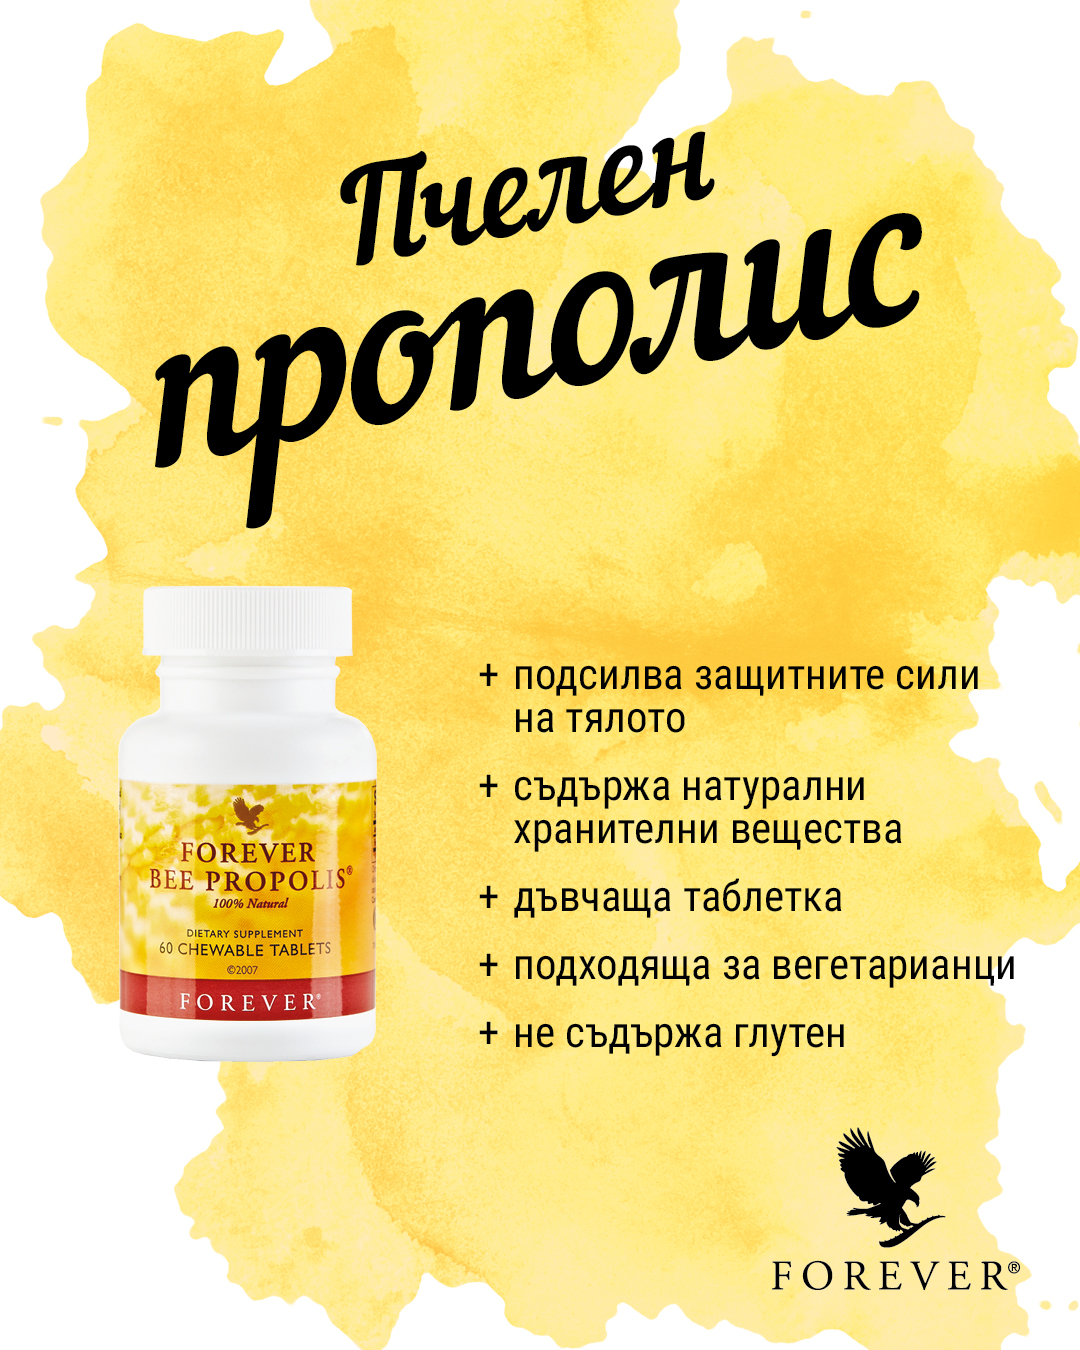 Пчелен
прополис
+ подсилва защитните сили
на тялото
+ съдържа натурални
хранителни вещества
+ дъвчаща таблетка
+ подходяща за вегетарианци
+ не съдържа глутен
FOREVER
BEE PROPOLIS®
100% Natural
DIETARY SUPPLEMENT
60 CHEWABLE TABLETS
©2007
FOREVER®
FOREVER®